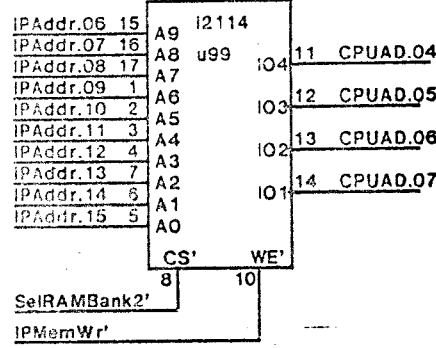 i2114
u99
IPAddr.06 15 A9
IPAddr.07 16 A8
IPAddr.08 17 A7
IPAddr.09 1 A6
IPAddr.10 2 A5
IPAddr.11 3 A4
IPAddr.12 4 A3
IPAddr.13 7 A2
IPAddr.14 6 A1
IPAddr.15 5 A0
IO4 11 CPUAD.04
IO3 12 CPUAD.05
IO2 13 CPUAD.06
IO1 14 CPUAD.07
CS' WE'
8 10
SelRAMBank2'
IPMemWr'